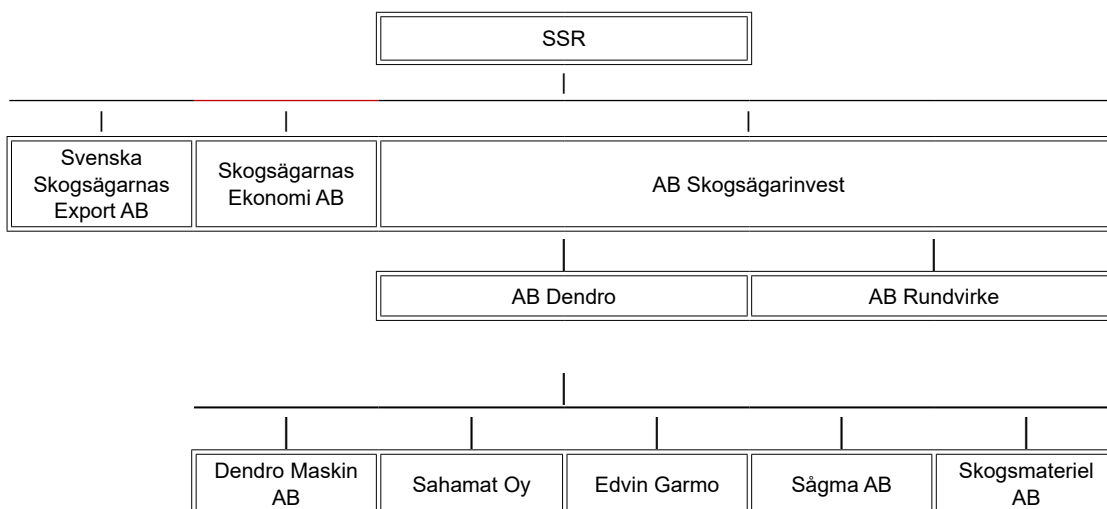 SSR
Svenska
Skogsägarnas
Export AB
Skogsägarnas
Ekonomi AB
AB Skogsägarinvest
AB Dendro
AB Rundvirke
Dendro Maskin
AB
Sahamat Oy
Edvin Garmo
Sågma AB
Skogsmateriel
AB